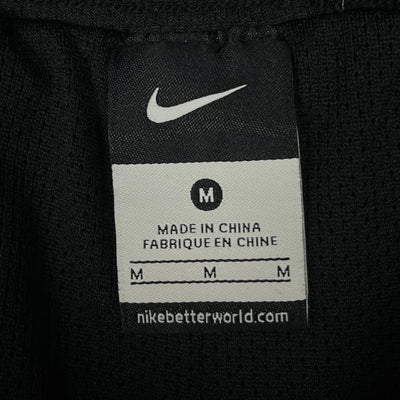 M
MADE IN CHINA
FABRIQUE EN CHINE
M M M
nikebetterworld.com